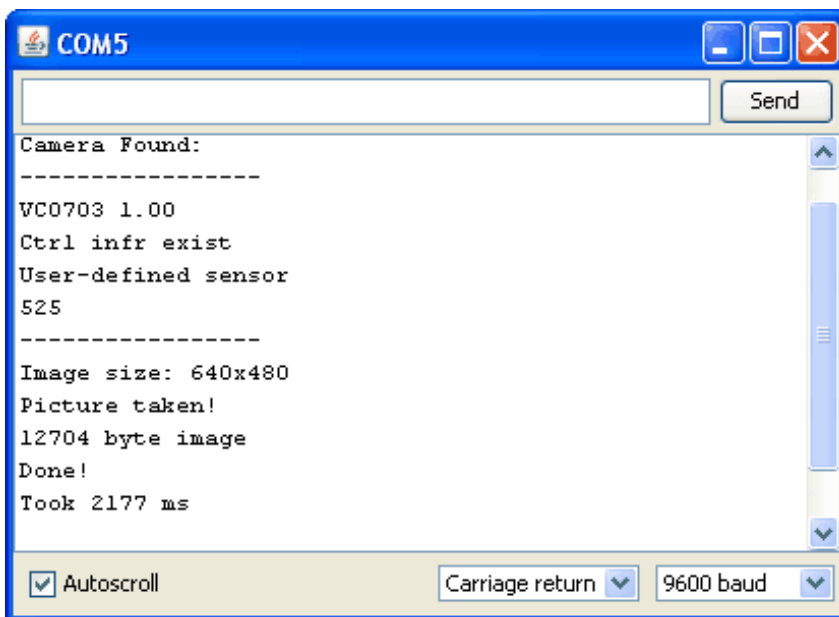 COM5
Send
Camera Found:
-----------------
VC0703 1.00
Ctrl infr exist
User-defined sensor
525
-----------------
Image size: 640x480
Picture taken!
12704 byte image
Done!
Took 2177 ms
Autoscroll
Carriage return
9600 baud